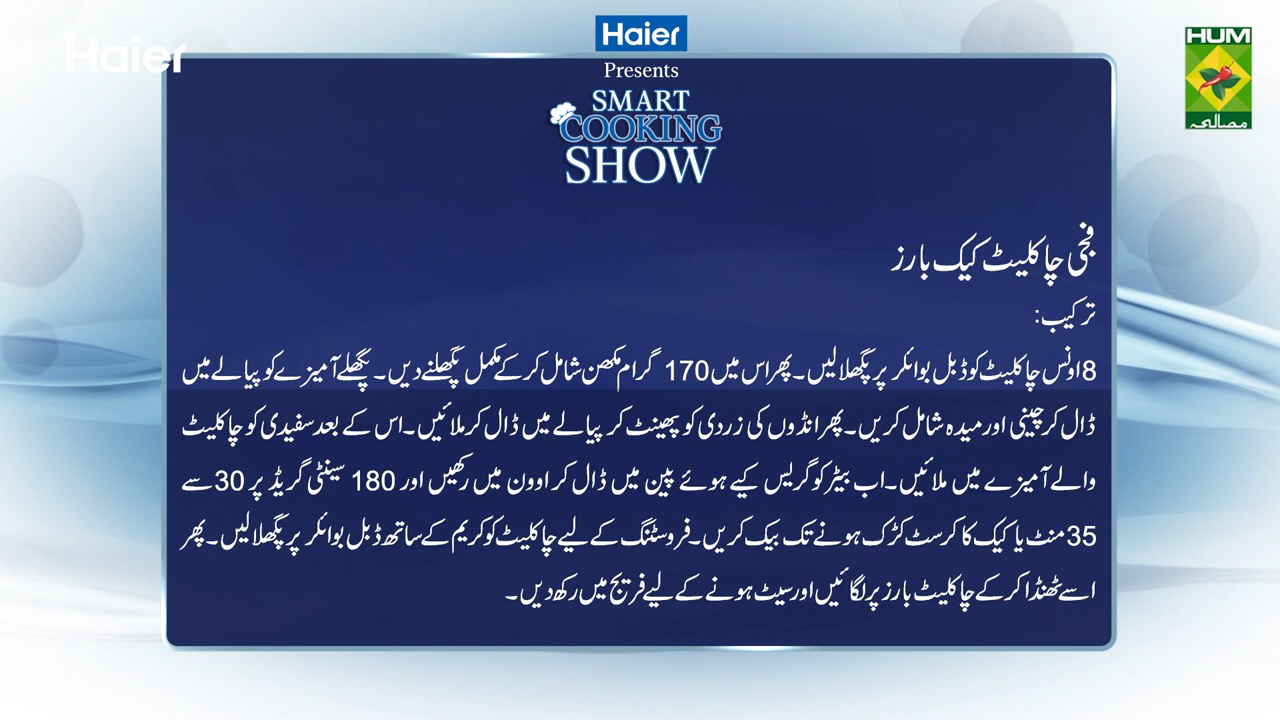 Haier
Haier
HUM
مصالحہ
Presents
SMART
COOKING
SHOW
فجی چاکلیٹ کیک بارز
ترکیب:
8 اونس چاکلیٹ کو ڈبل بوائلر پر پگھلا لیں۔ پھر اس میں 170 گرام مکھن شامل کر کے مکمل پگھلنے دیں۔ پگھلے آمیزے کو پیالے میں
ڈال کر چینی اور میدہ شامل کریں۔ پھر انڈوں کی زردی کو پھینٹ کر پیالے میں ڈال کر ملائیں۔ اس کے بعد سفیدی کو چاکلیٹ
والے آمیزے میں ملائیں۔ اب بیٹر کو گریس کیے ہوئے پین میں ڈال کر اوون میں رکھیں اور 180 سینٹی گریڈ پر 30 سے
35 منٹ یا کیک کا کرسٹ کڑک ہونے تک بیک کریں۔ فروسٹنگ کے لیے چاکلیٹ کو کریم کے ساتھ ڈبل بوائلر پر پگھلا لیں۔ پھر
اسے ٹھنڈا کر کے چاکلیٹ بارز پر لگائیں اور سیٹ ہونے کے لیے فریج میں رکھ دیں۔